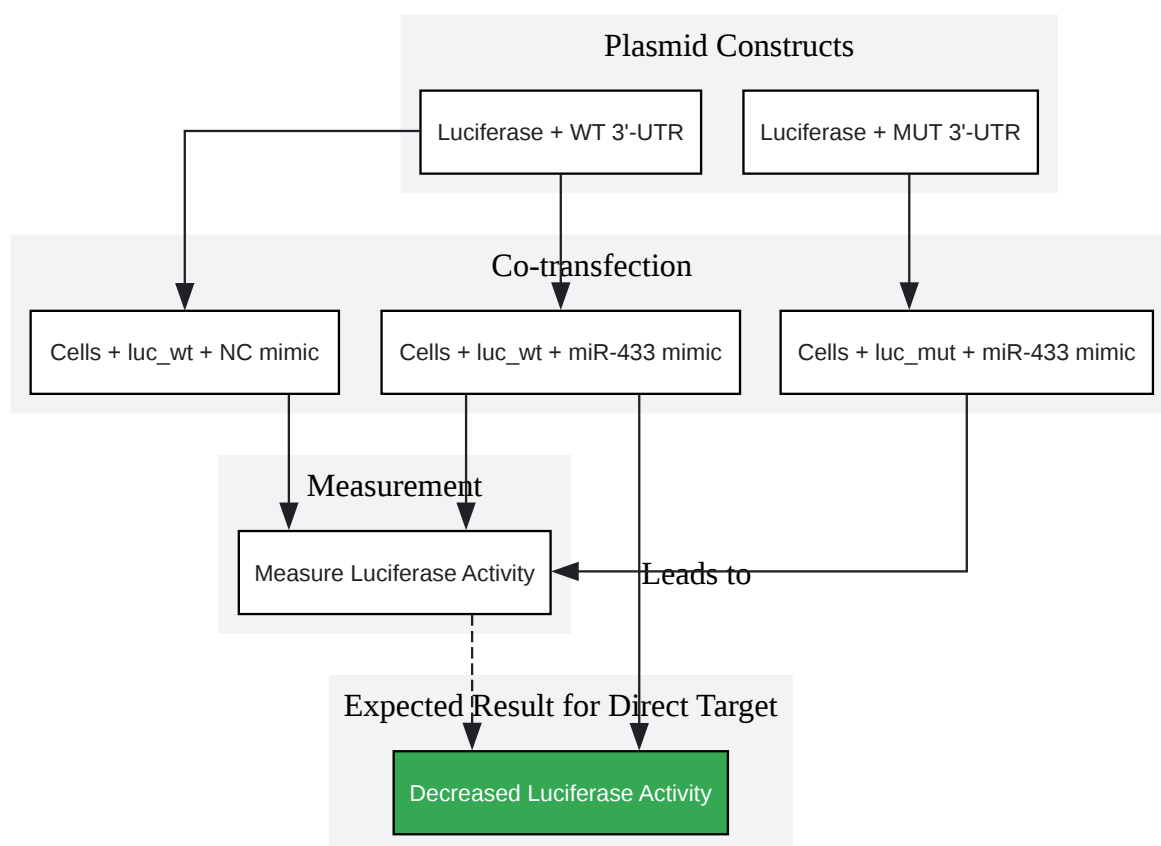 Plasmid Constructs
Luciferase + WT 3'-UTR
Luciferase + MUT 3'-UTR
Co-transfection
Cells + luc_wt + NC mimic
Cells + luc_wt + miR-433 mimic
Cells + luc_mut + miR-433 mimic
Measurement
Measure Luciferase Activity
Leads to
Expected Result for Direct Target
Decreased Luciferase Activity